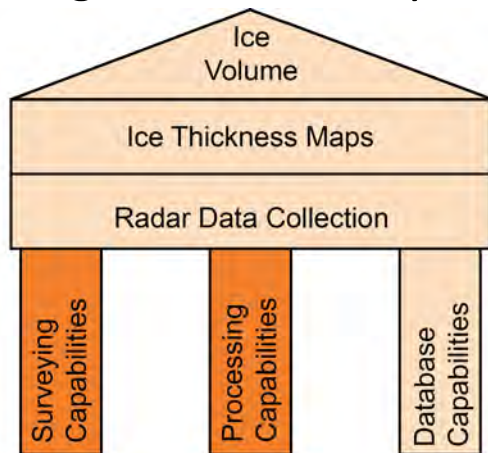 Ice
Volume
Ice Thickness Maps
Radar Data Collection
Surveying
Capabilities
Processing
Capabilities
Database
Capabilities